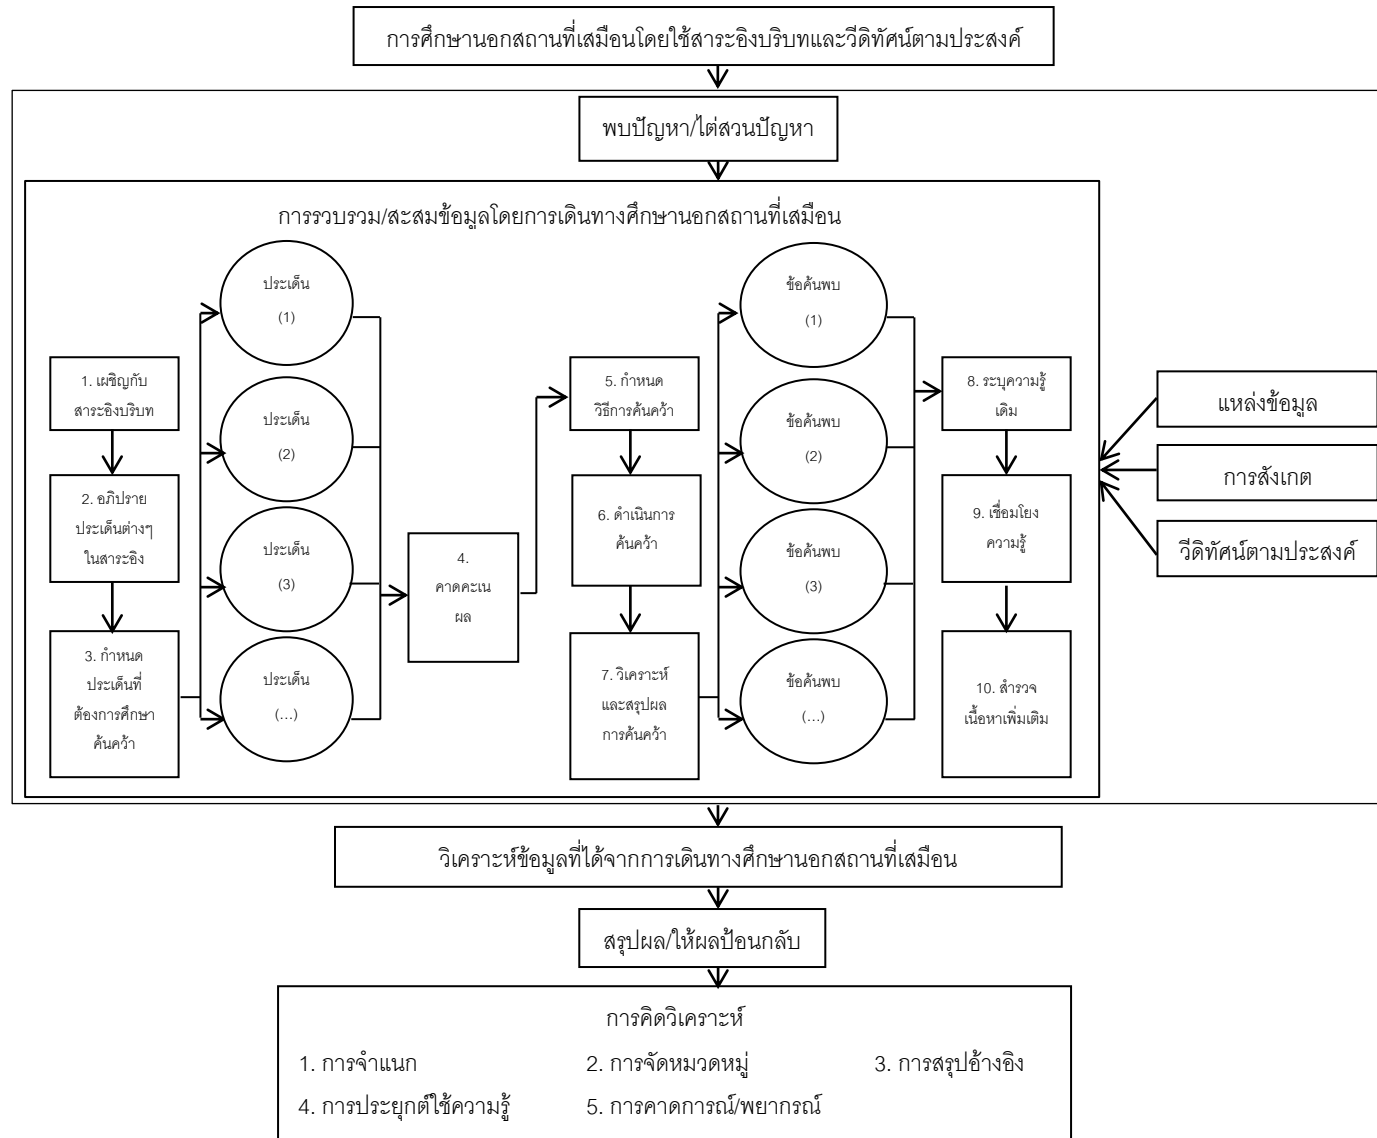 การศึกษานอกสถานที่เสมือนโดยใช้สาระอิงบริบทและวีดิทัศน์ตามประสงค์
พบปัญหา/ไต่สวนปัญหา
การรวบรวม/สะสมข้อมูลโดยการเดินทางศึกษานอกสถานที่เสมือน
1. เผชิญกับ
สาระอิงบริบท
2. อภิปราย
ประเด็นต่างๆ
ในสาระอิง
3. กำหนด
ประเด็นที่
ต้องการศึกษา
ค้นคว้า
ประเด็น
(1)
ประเด็น
(2)
ประเด็น
(3)
ประเด็น
(...)
4.
คาดคะเน
ผล
5. กำหนด
วิธีการค้นคว้า
6. ดำเนินการ
ค้นคว้า
7. วิเคราะห์
และสรุปผล
การค้นคว้า
ข้อค้นพบ
(1)
ข้อค้นพบ
(2)
ข้อค้นพบ
(3)
ข้อค้นพบ
(...)
8. ระบุความรู้
เดิม
9. เชื่อมโยง
ความรู้
10. สำรวจ
เนื้อหาเพิ่มเติม
แหล่งข้อมูล
การสังเกต
วีดิทัศน์ตามประสงค์
วิเคราะห์ข้อมูลที่ได้จากการเดินทางศึกษานอกสถานที่เสมือน
สรุปผล/ให้ผลป้อนกลับ
การคิดวิเคราะห์
1. การจำแนก 2. การจัดหมวดหมู่ 3. การสรุปอ้างอิง
4. การประยุกต์ใช้ความรู้ 5. การคาดการณ์/พยากรณ์